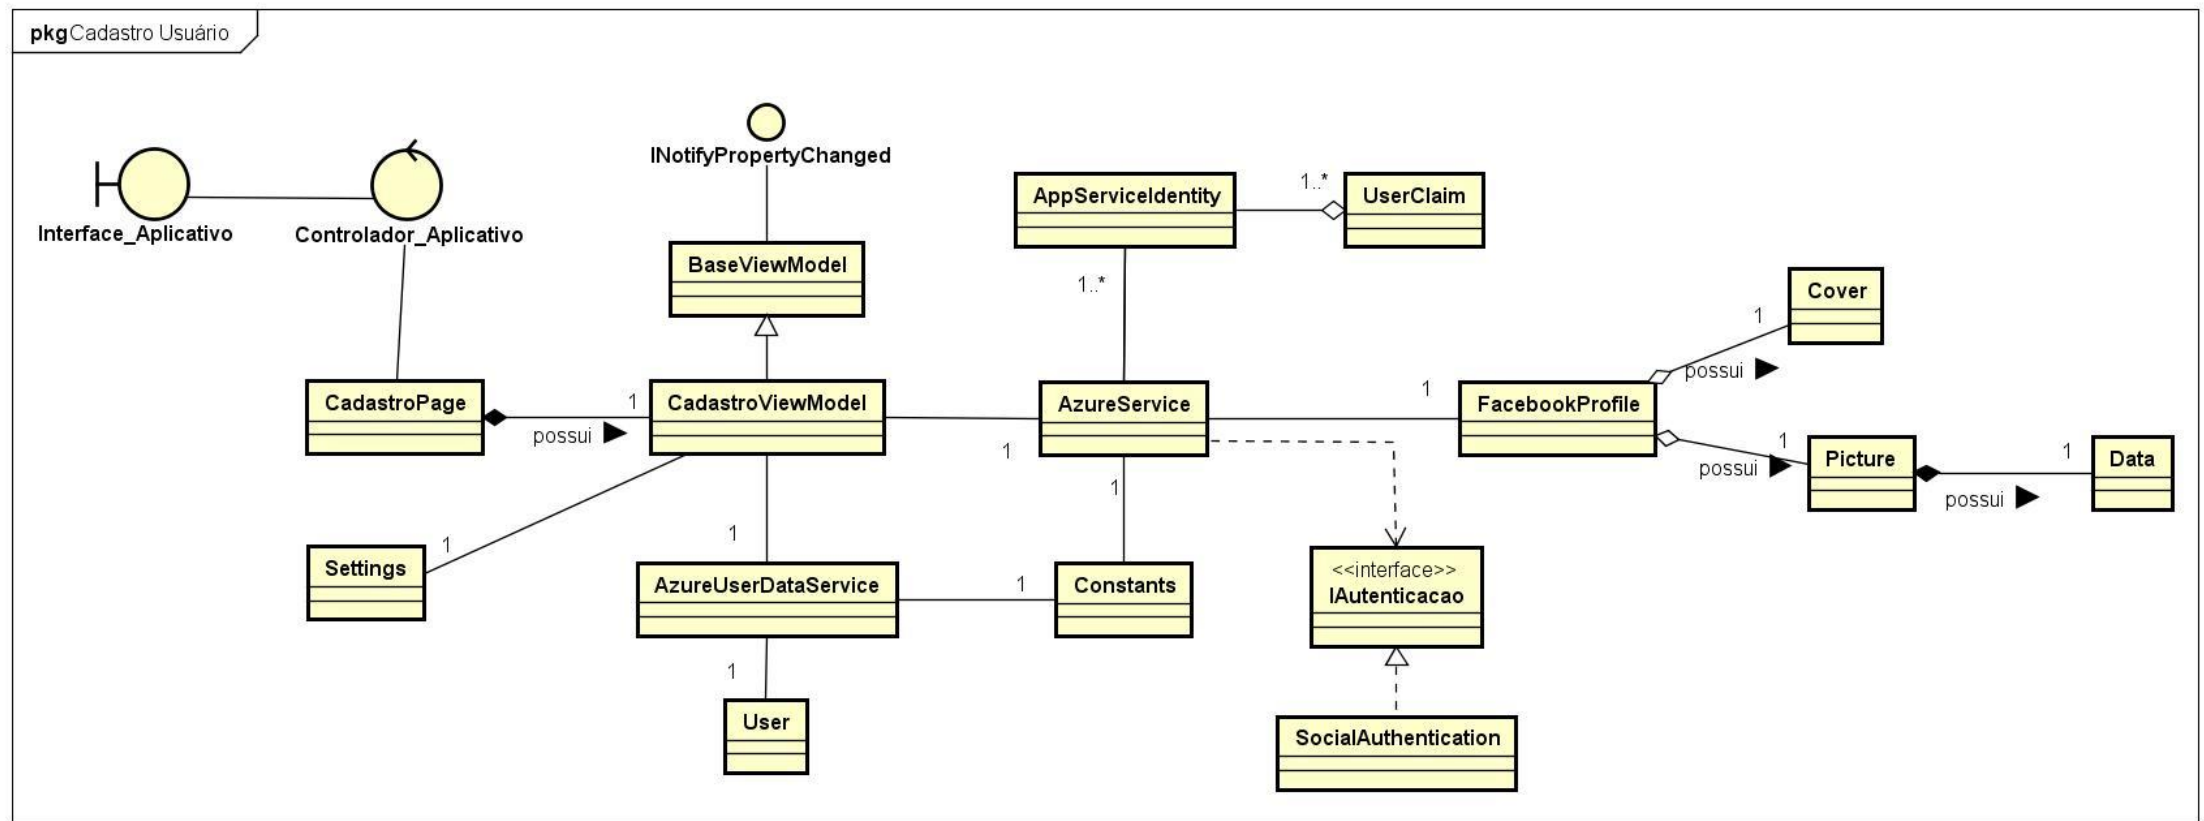 pkg Cadastro Usuário
INotifyPropertyChanged
Interface_Aplicativo
Controlador_Aplicativo
AppServiceIdentity
1..*
UserClaim
BaseViewModel
1..*
Cover
1
possui
CadastroPage
1
possui
CadastroViewModel
AzureService
1
1
FacebookProfile
1
possui
Picture
1
possui
Data
1
Settings
1
1
AzureUserDataService
1
Constants
<<interface>>
IAutenticacao
1
User
SocialAuthentication